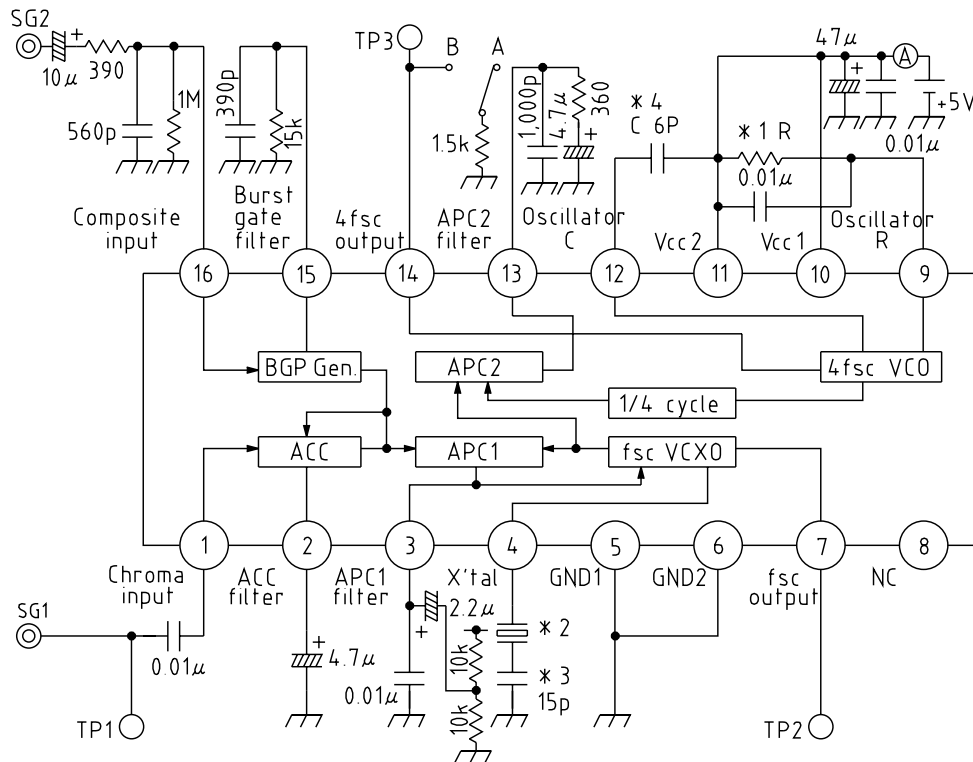 SG2
10μ
+
390
560p
1M
390p
15k
TP3
B
A
1.5k
1,000p
4.7μ
+
360
* 4
C 6P
47μ
+
A
+5V
0.01μ
* 1 R
0.01μ
Composite
input
Burst
gate
filter
4fsc
output
APC2
filter
Oscillator
C
Vcc2
Vcc1
Oscillator
R
16
15
14
13
12
11
10
9
BGP Gen.
APC2
4fsc VCO
1/4 cycle
ACC
APC1
fsc VCXO
1
2
3
4
5
6
7
8
Chroma
input
ACC
filter
APC1
filter
X'tal
GND1
GND2
fsc
output
NC
SG1
0.01μ
TP1
+
4.7μ
0.01μ
+
2.2μ
10k
10k
* 2
* 3
15p
TP2